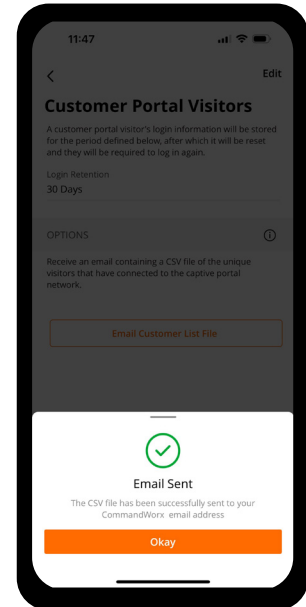 11:47
Edit
Customer Portal Visitors
A customer portal visitor's login information will be stored
for the period defined below, after which it will be reset
and they will be required to log in again.
Login Retention
30 Days
OPTIONS
Receive an email containing a CSV file of the unique
visitors that have connected to the captive portal
network.
Email Customer List File
Email Sent
The CSV file has been successfully sent to your
CommandWorx email address
Okay